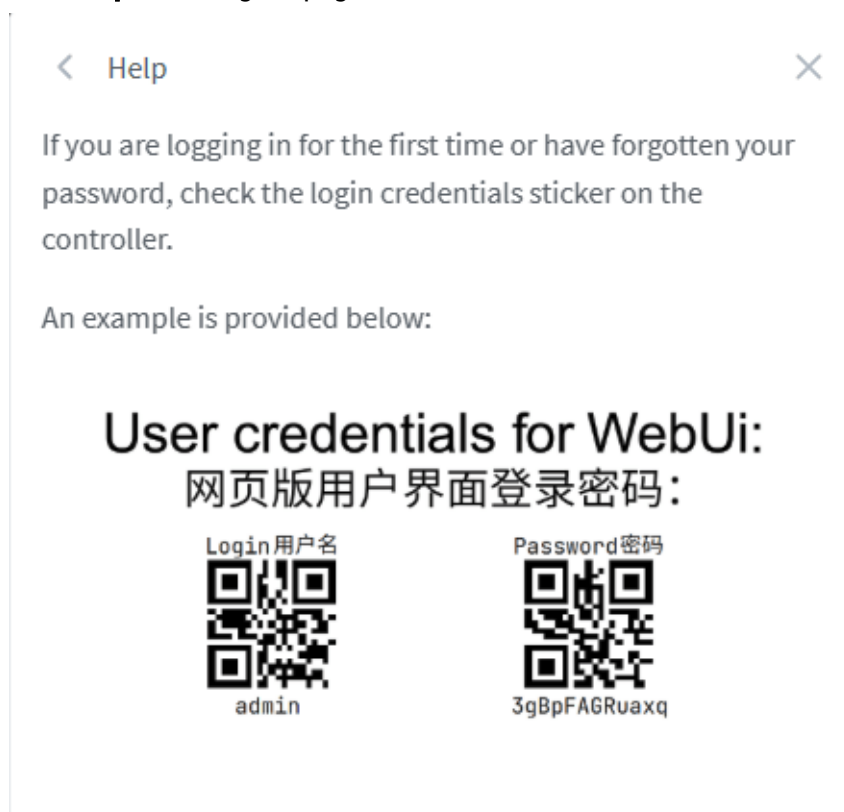 Help
If you are logging in for the first time or have forgotten your
password, check the login credentials sticker on the
controller.
An example is provided below:
User credentials for WebUi:
网页版用户界面登录密码：
Login用户名
Password密码
admin
3gBpFAGRuaxq